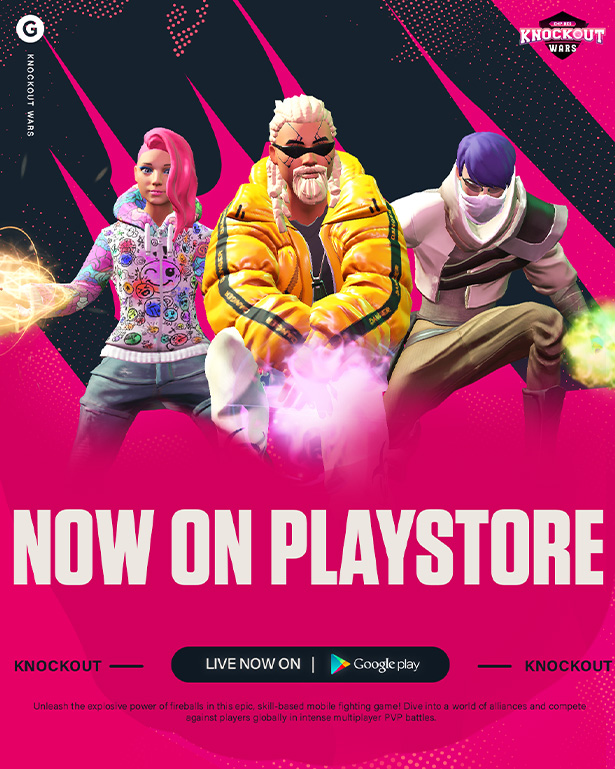 G
KNOCKOUT WARS
KNOCKOUT
WARS
NOW ON PLAYSTORE
KNOCKOUT
LIVE NOW ON | Google play
KNOCKOUT
Unleash the explosive power of fireballs in this epic, skill-based mobile fighting game! Dive into a world of alliances and compete
against players globally in intense multiplayer PVP battles.